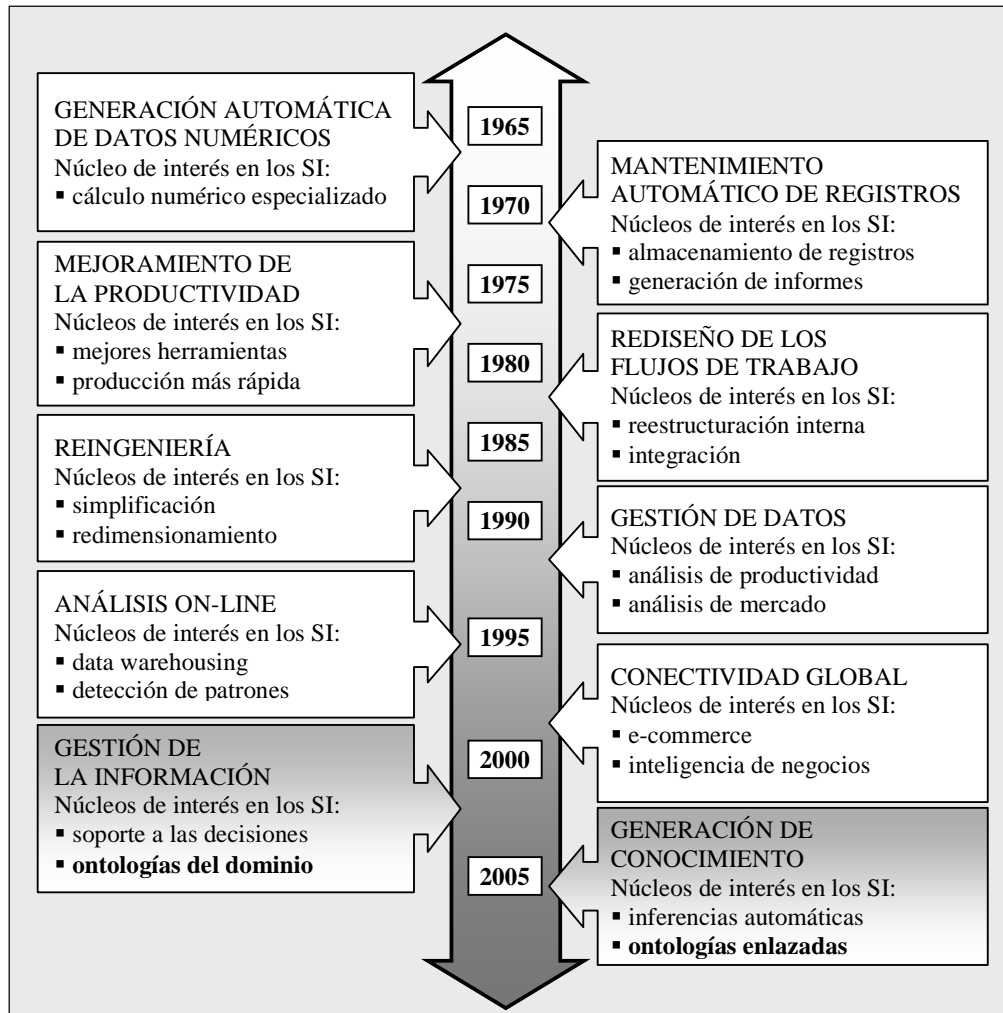 GENERACIÓN AUTOMÁTICA
DE DATOS NUMÉRICOS
Núcleo de interés en los SI:
▪ cálculo numérico especializado
1965
MANTENIMIENTO
AUTOMÁTICO DE REGISTROS
Núcleos de interés en los SI:
▪ almacenamiento de registros
▪ generación de informes
1970
MEJORAMIENTO DE
LA PRODUCTIVIDAD
Núcleos de interés en los SI:
▪ mejores herramientas
▪ producción más rápida
1975
REDISEÑO DE LOS
FLUJOS DE TRABAJO
Núcleos de interés en los SI:
▪ reestructuración interna
▪ integración
1980
REINGENIERÍA
Núcleos de interés en los SI:
▪ simplificación
▪ redimensionamiento
1985
GESTIÓN DE DATOS
Núcleos de interés en los SI:
▪ análisis de productividad
▪ análisis de mercado
1990
ANÁLISIS ON-LINE
Núcleos de interés en los SI:
▪ data warehousing
▪ detección de patrones
1995
CONECTIVIDAD GLOBAL
Núcleos de interés en los SI:
▪ e-commerce
▪ inteligencia de negocios
2000
GESTIÓN DE
LA INFORMACIÓN
Núcleos de interés en los SI:
▪ soporte a las decisiones
▪ ontologías del dominio
2005
GENERACIÓN DE
CONOCIMIENTO
Núcleos de interés en los SI:
▪ inferencias automáticas
▪ ontologías enlazadas